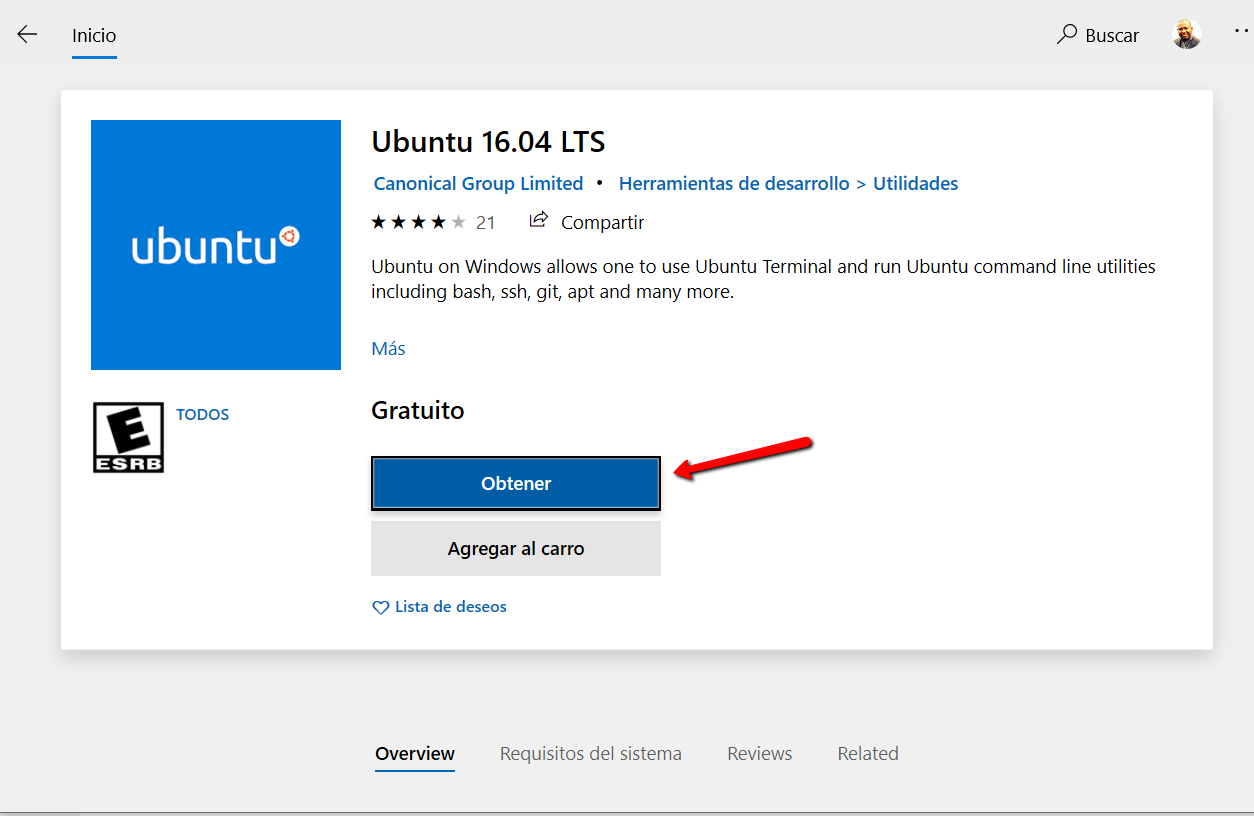 Inicio
Buscar
ubuntu
Ubuntu 16.04 LTS
Canonical Group Limited • Herramientas de desarrollo > Utilidades
21 Compartir
Ubuntu on Windows allows one to use Ubuntu Terminal and run Ubuntu command line utilities
including bash, ssh, git, apt and many more.
Más
E
ESRB
TODOS
Gratuito
Obtener
Agregar al carro
Lista de deseos
Overview Requisitos del sistema Reviews Related